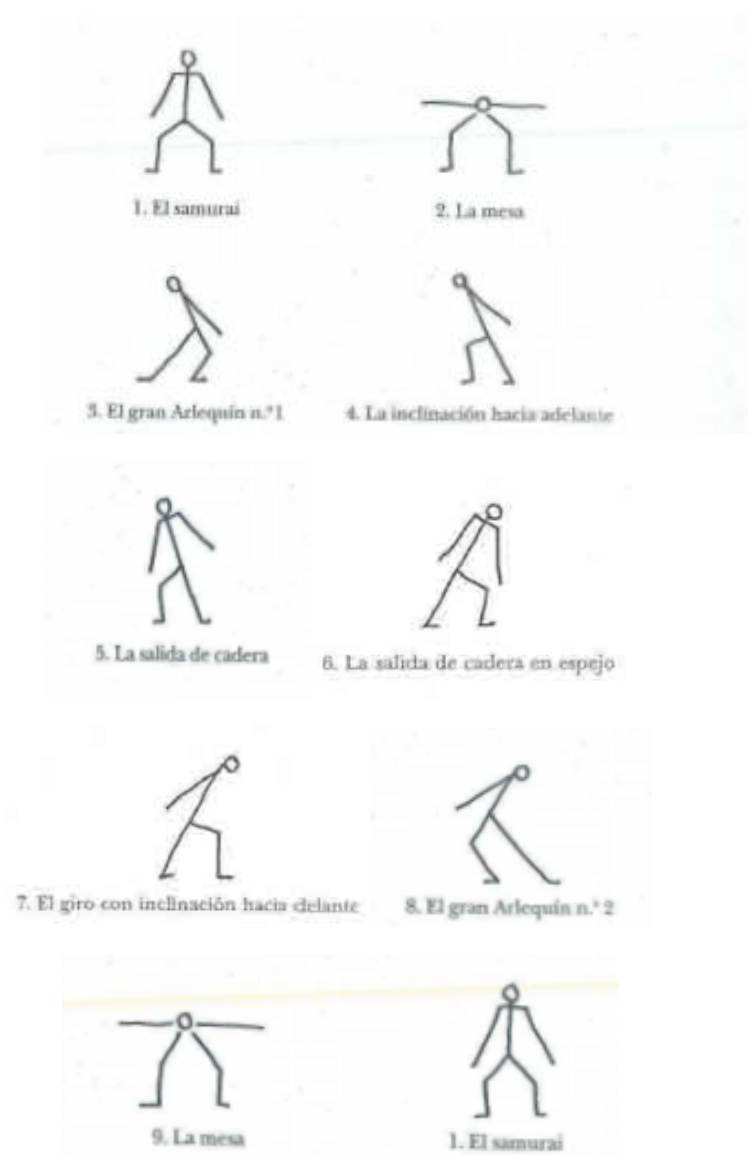 1. El samurai
2. La mesa
3. El gran Arlequín n.º 1
4. La inclinación hacia adelante
5. La salida de cadera
6. La salida de cadera en espejo
7. El giro con inclinación hacia delante
8. El gran Arlequín n.º 2
9. La mesa
1. El samurai